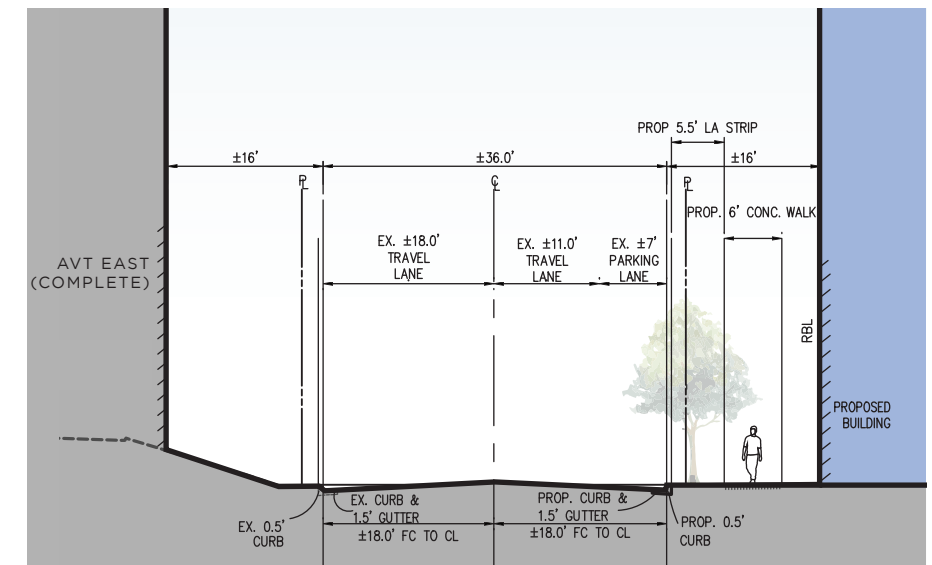 PROP 5.5' LA STRIP
±16'
±36.0'
±16'
PL
CL
PL
PROP. 6' CONC. WALK
EX. ±18.0'
TRAVEL
LANE
EX. ±11.0'
TRAVEL
LANE
EX. ±7'
PARKING
LANE
AVT EAST
(COMPLETE)
RBL
PROPOSED
BUILDING
EX. 0.5'
CURB
EX. CURB &
1.5' GUTTER
±18.0' FC TO CL
PROP. CURB &
1.5' GUTTER
±18.0' FC TO CL
PROP. 0.5'
CURB